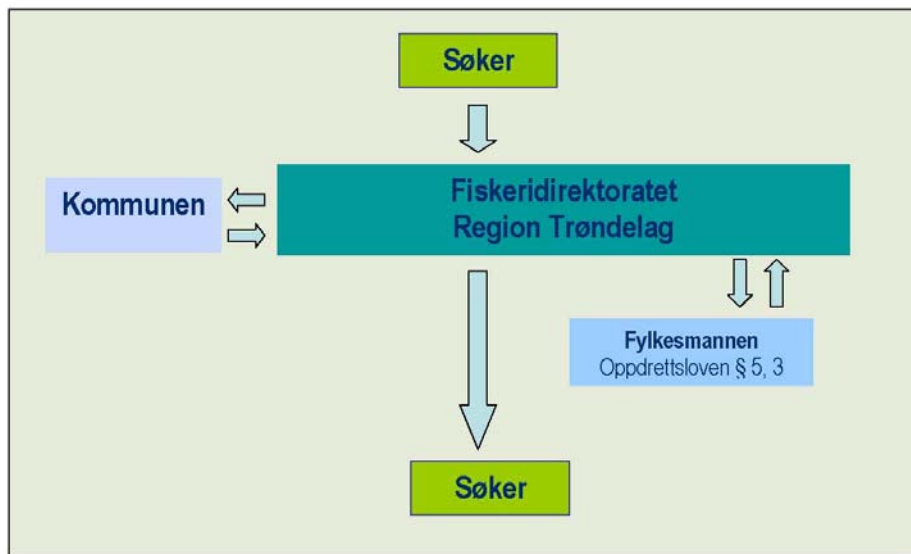 Søker
Fiskeridirektoratet
Region Trøndelag
Kommunen
Fylkesmannen
Oppdrettsloven § 5, 3
Søker